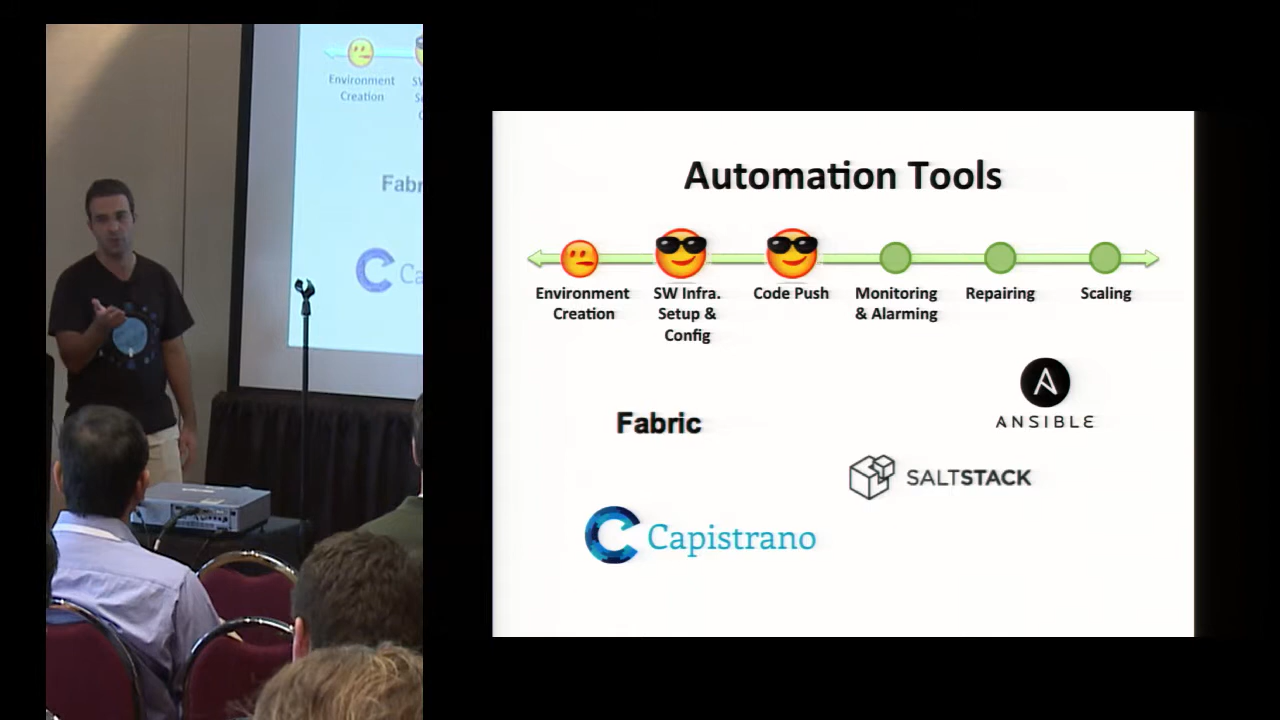 Environment
Creation
Fabr
Ca
Automation Tools
Environment
Creation
SW Infra.
Setup &
Config
Code Push
Monitoring
& Alarming
Repairing
Scaling
ANSIBLE
Fabric
SALTSTACK
Capistrano